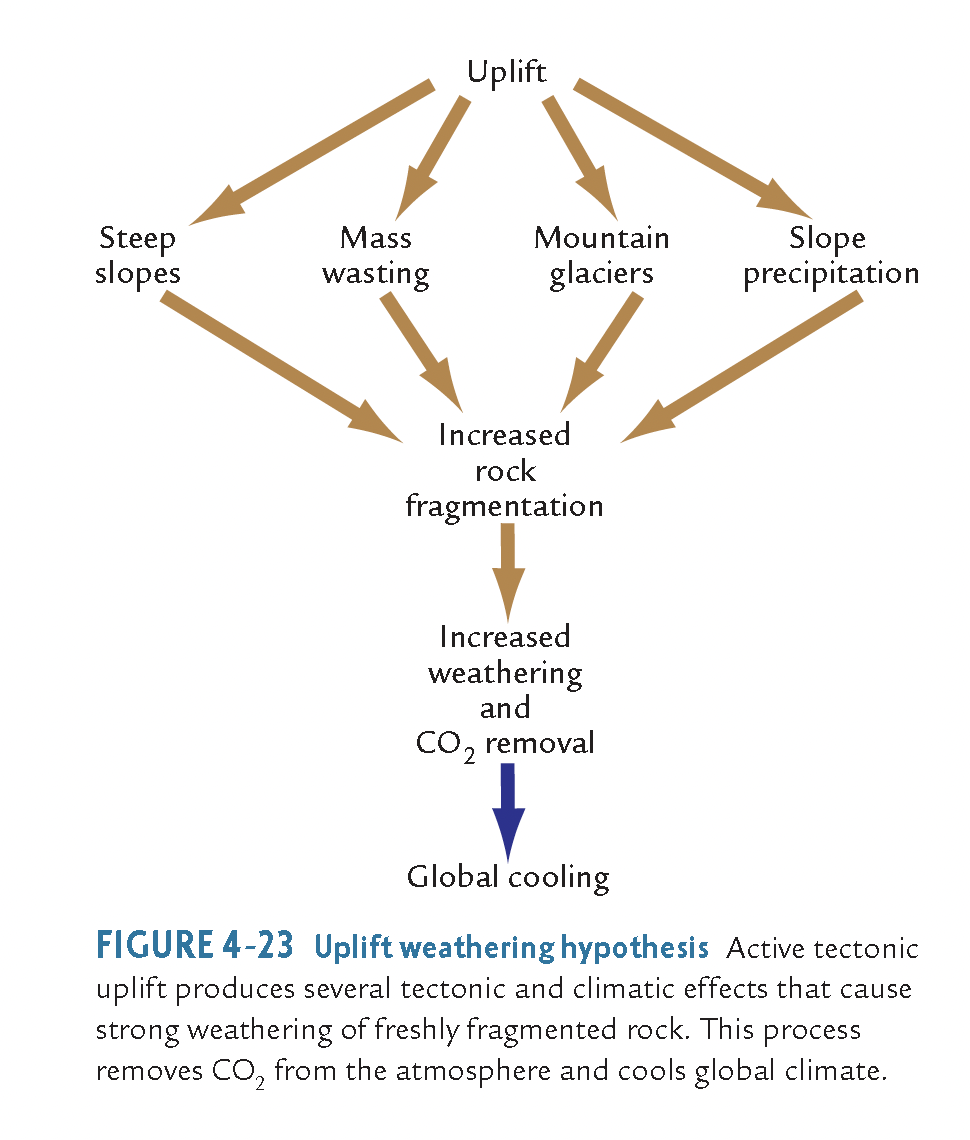 Uplift
Steep
slopes
Mass
wasting
Mountain
glaciers
Slope
precipitation
Increased
rock
fragmentation
Increased
weathering
and
CO₂ removal
Global cooling
FIGURE 4-23 Uplift weathering hypothesis Active tectonic
uplift produces several tectonic and climatic effects that cause
strong weathering of freshly fragmented rock. This process
removes CO₂ from the atmosphere and cools global climate.